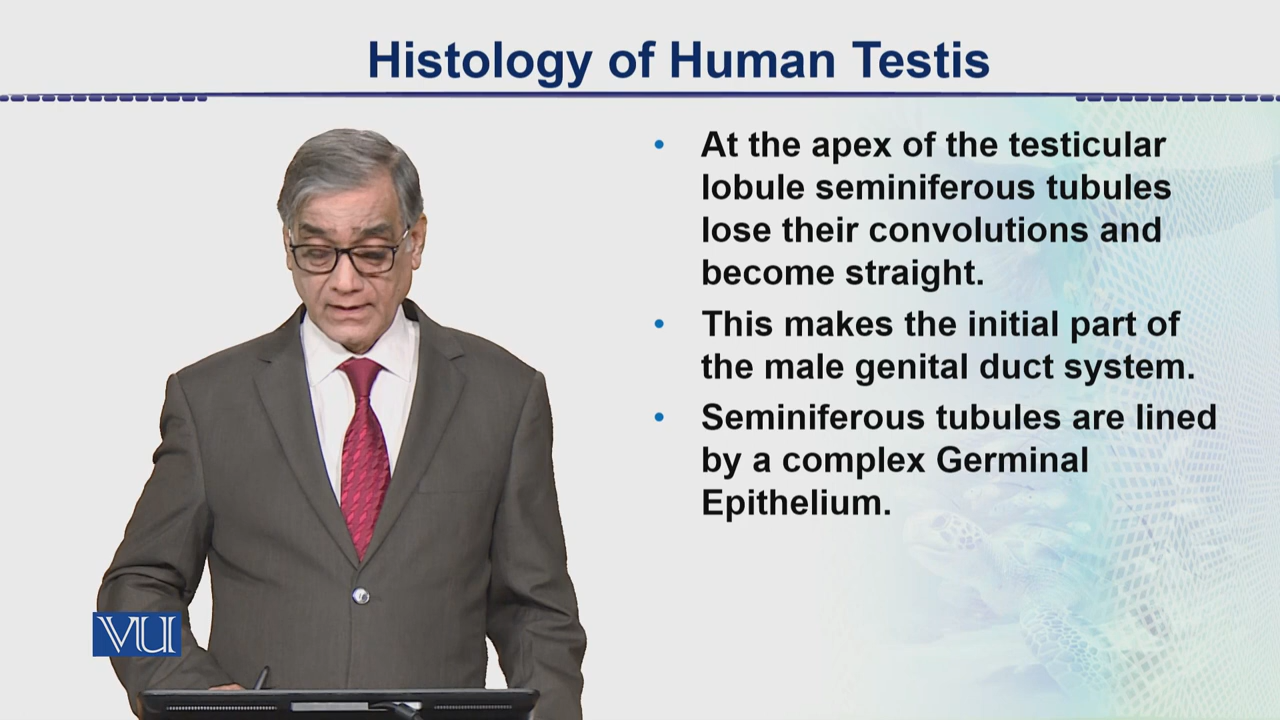 Histology of Human Testis
• At the apex of the testicular
lobule seminiferous tubules
lose their convolutions and
become straight.
• This makes the initial part of
the male genital duct system.
• Seminiferous tubules are lined
by a complex Germinal
Epithelium.
VU